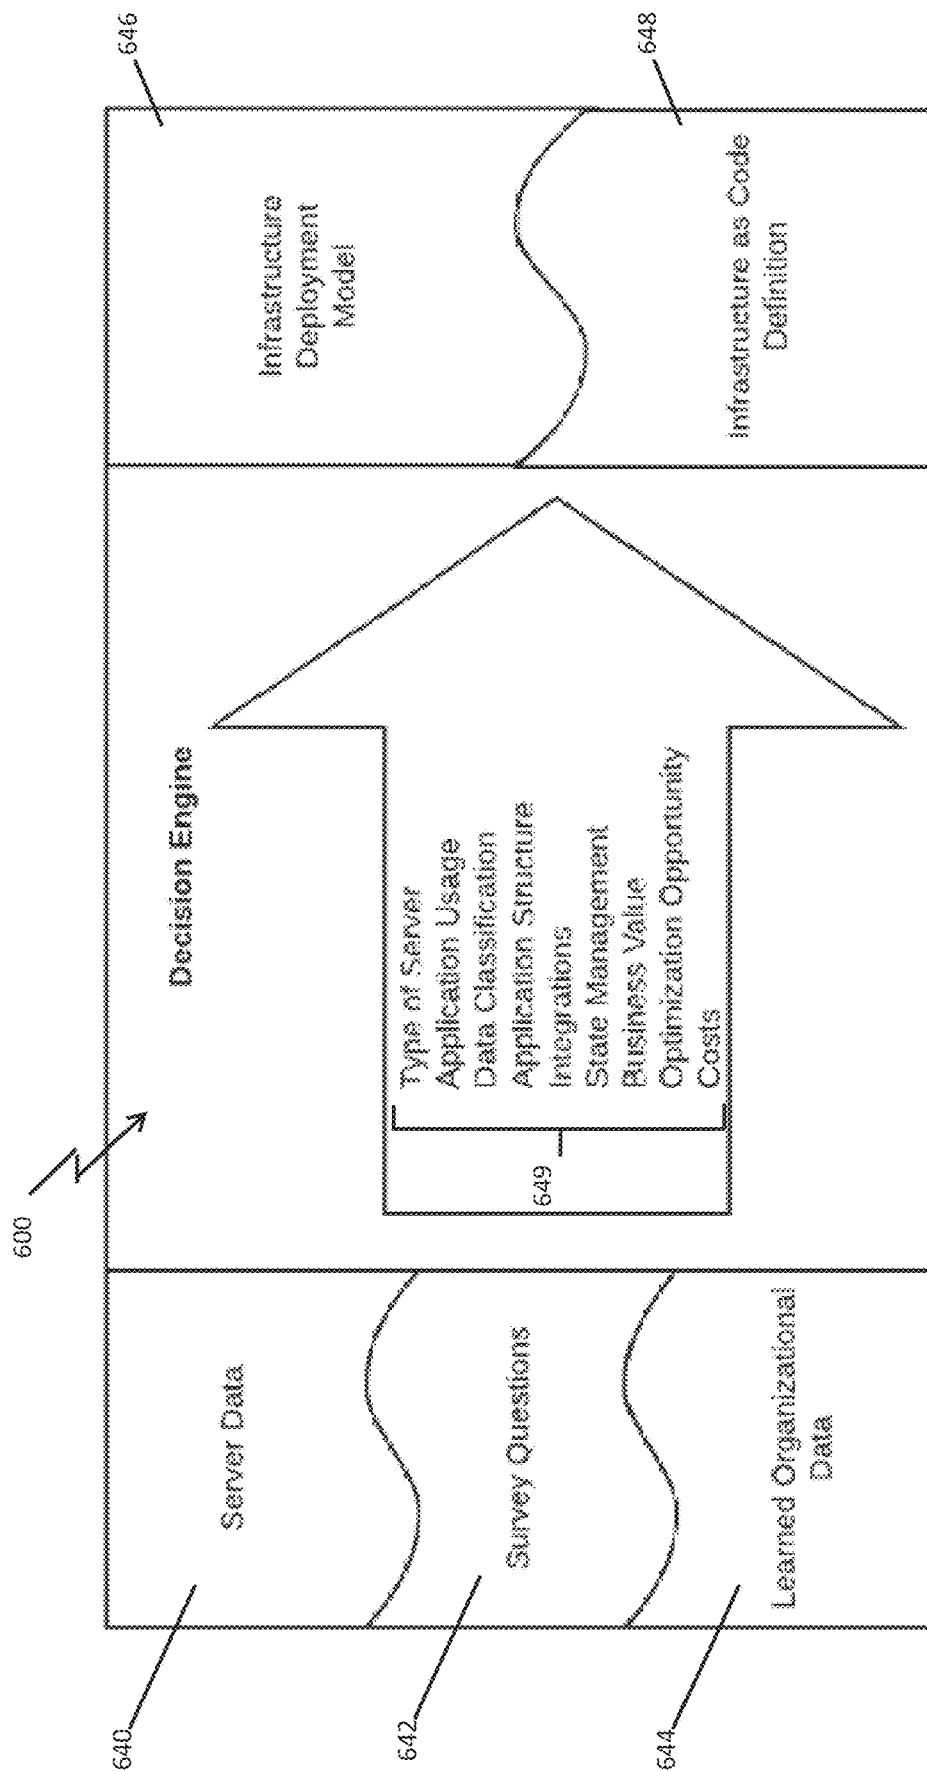 600
Decision Engine
640
Server Data
642
Survey Questions
644
Learned Organizational
Data
649
Type of Server
Application Usage
Data Classification
Application Structure
Integrations
State Management
Business Value
Optimization Opportunity
Costs
646
Infrastructure
Deployment
Model
648
Infrastructure as Code
Definition